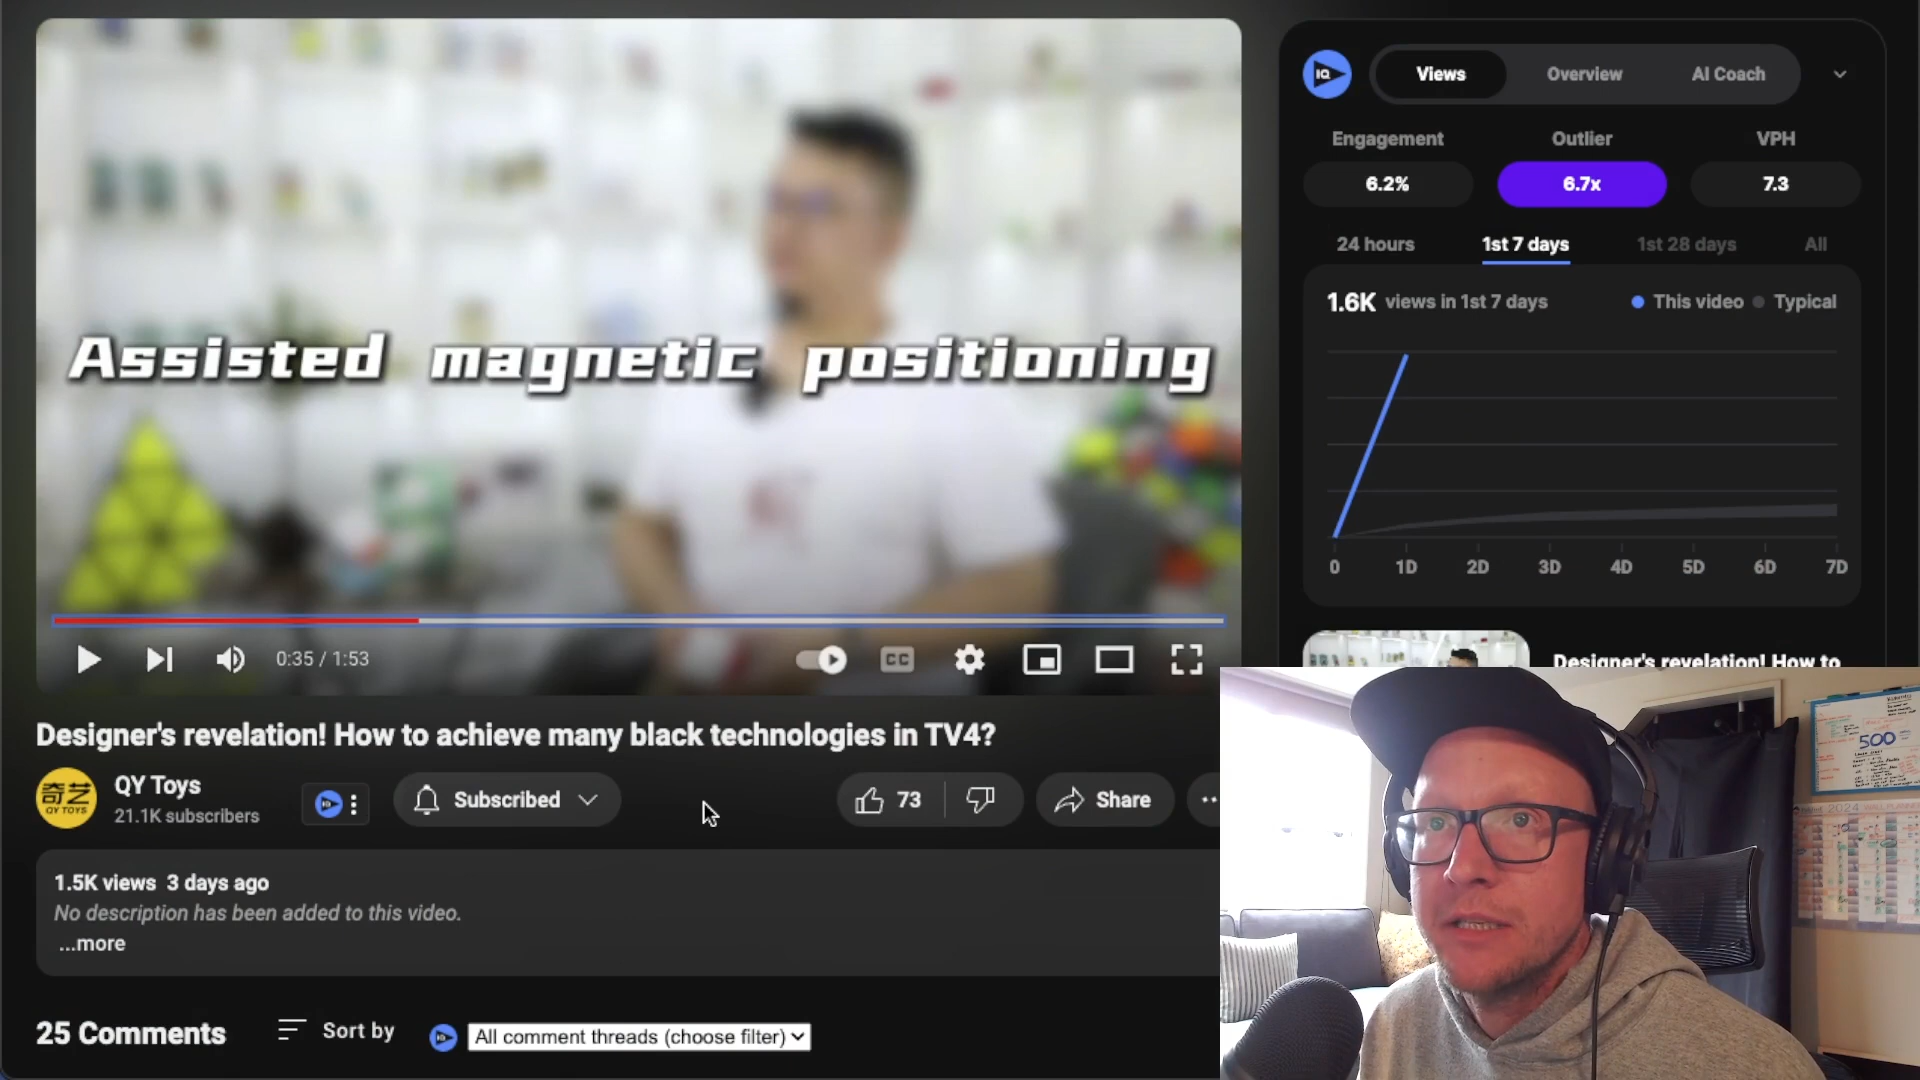 Assisted magnetic positioning
0:35 / 1:53
CC
Designer's revelation! How to achieve many black technologies in TV4?
奇艺
QY TOYS
QY Toys
21.1K subscribers
Subscribed
73
Share
1.5K views 3 days ago
No description has been added to this video.
...more
25 Comments
Sort by
All comment threads (choose filter)
IQ
Views
Overview
AI Coach
Engagement
Outlier
VPH
6.2%
6.7x
7.3
24 hours
1st 7 days
1st 28 days
All
1.6K views in 1st 7 days
This video
Typical
0 1D 2D 3D 4D 5D 6D 7D
Designer's revelation! How to
500
2024